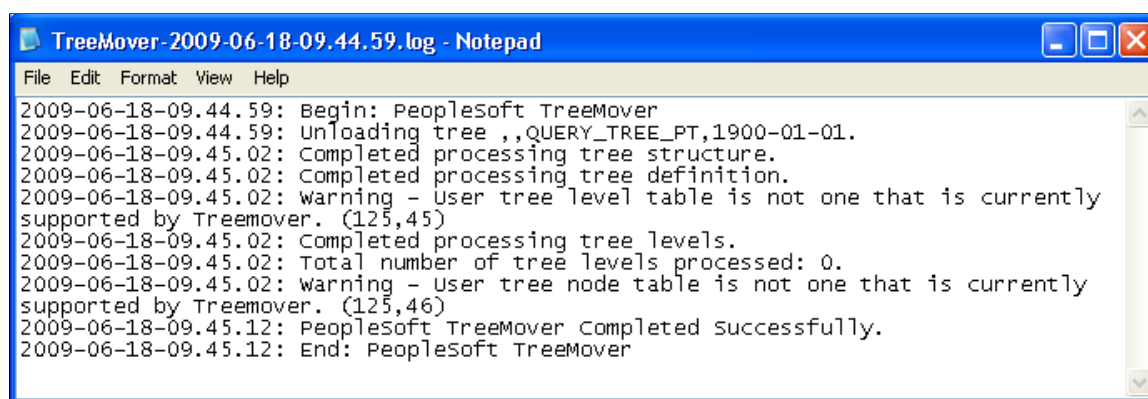 TreeMover-2009-06-18-09.44.59.log - Notepad
File Edit Format View Help
2009-06-18-09.44.59: Begin: PeopleSoft TreeMover
2009-06-18-09.44.59: Unloading tree ,,QUERY_TREE_PT,1900-01-01.
2009-06-18-09.45.02: Completed processing tree structure.
2009-06-18-09.45.02: Completed processing tree definition.
2009-06-18-09.45.02: Warning – User tree level table is not one that is currently
supported by Treemover. (125,45)
2009-06-18-09.45.02: Completed processing tree levels.
2009-06-18-09.45.02: Total number of tree levels processed: 0.
2009-06-18-09.45.02: Warning – User tree node table is not one that is currently
supported by Treemover. (125,46)
2009-06-18-09.45.12: PeopleSoft TreeMover Completed Successfully.
2009-06-18-09.45.12: End: PeopleSoft TreeMover